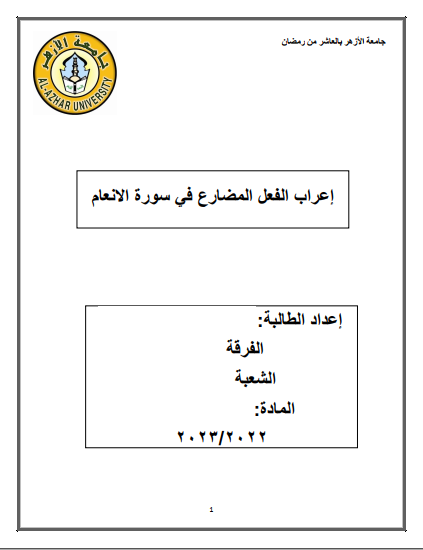 جامعة الأزهر بالعاشر من رمضان
جامعة الأزهر
AL-AZHAR UNIVERSITY
إعراب الفعل المضارع في سورة الانعام
إعداد الطالبة:
الفرقة
الشعبة
المادة:
٢٠٢٣/٢٠٢٢
1